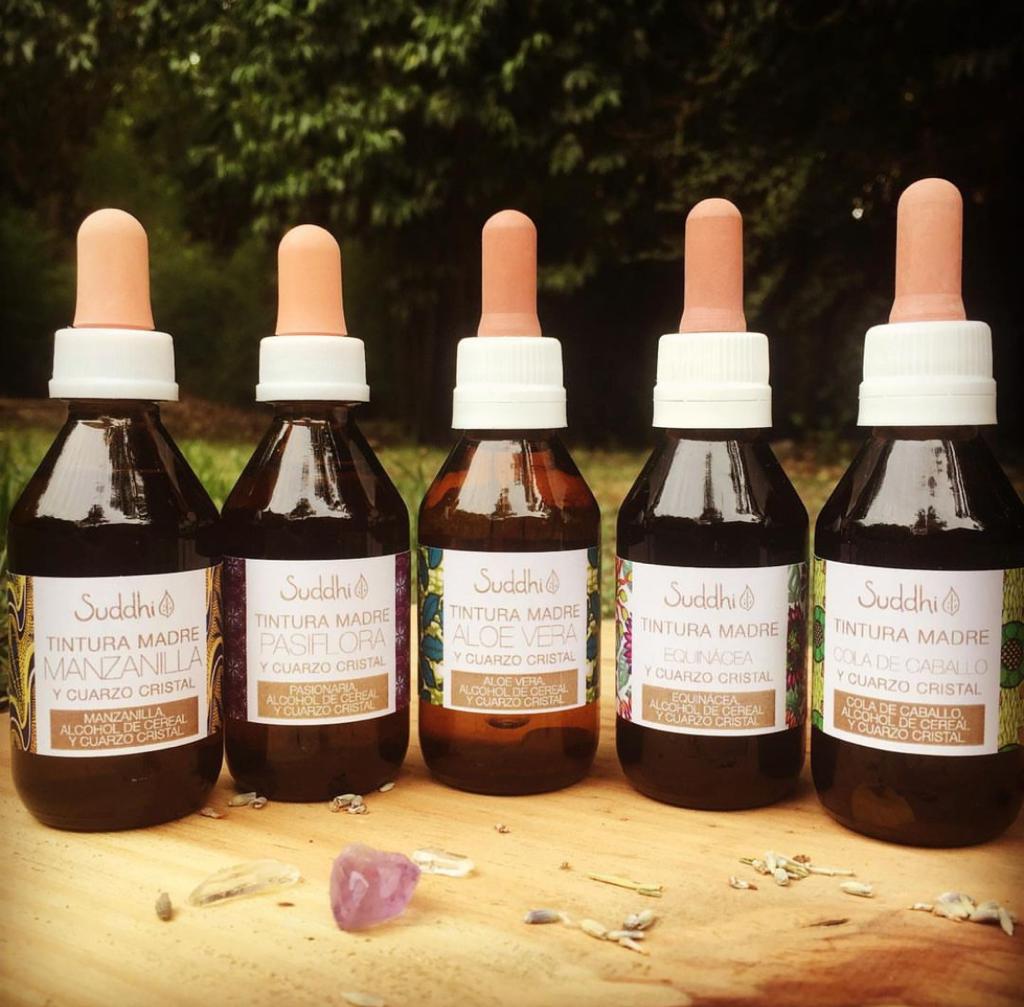 Suddhi
TINTURA MADRE
MANZANILLA
Y CUARZO CRISTAL
MANZANILLA,
ALCOHOL DE CEREAL
Y CUARZO CRISTAL
Suddhi
TINTURA MADRE
PASIFLORA
Y CUARZO CRISTAL
PASIONARIA,
ALCOHOL DE CEREAL
Y CUARZO CRISTAL
Suddhi
TINTURA MADRE
ALOE VERA
Y CUARZO CRISTAL
ALOE VERA,
ALCOHOL DE CEREAL
Y CUARZO CRISTAL
Suddhi
TINTURA MADRE
EQUINÁCEA
Y CUARZO CRISTAL
EQUINÁCEA,
ALCOHOL DE CEREAL
Y CUARZO CRISTAL
Suddhi
TINTURA MADRE
COLA DE CABALLO
Y CUARZO CRISTAL
COLA DE CABALLO,
ALCOHOL DE CEREAL
Y CUARZO CRISTAL